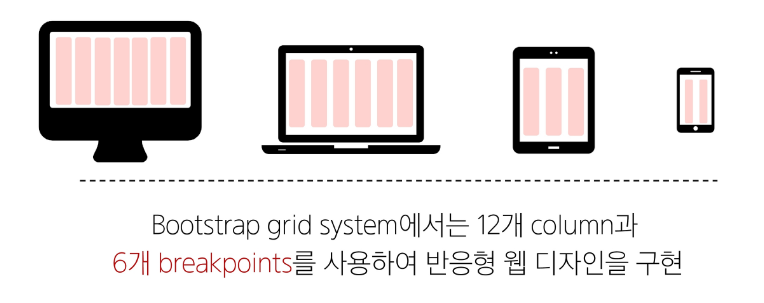 Bootstrap grid system에서는 12개 column과
6개 breakpoints를 사용하여 반응형 웹 디자인을 구현